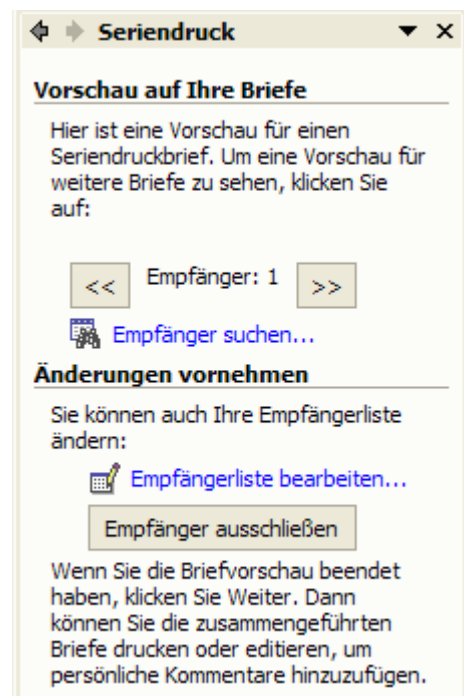 Seriendruck
Vorschau auf Ihre Briefe
Hier ist eine Vorschau für einen
Seriendruckbrief. Um eine Vorschau für
weitere Briefe zu sehen, klicken Sie
auf:
<< Empfänger: 1 >>
Empfänger suchen...
Änderungen vornehmen
Sie können auch Ihre Empfängerliste
ändern:
Empfängerliste bearbeiten...
Empfänger ausschließen
Wenn Sie die Briefvorschau beendet
haben, klicken Sie Weiter. Dann
können Sie die zusammengeführten
Briefe drucken oder editieren, um
persönliche Kommentare hinzuzufügen.